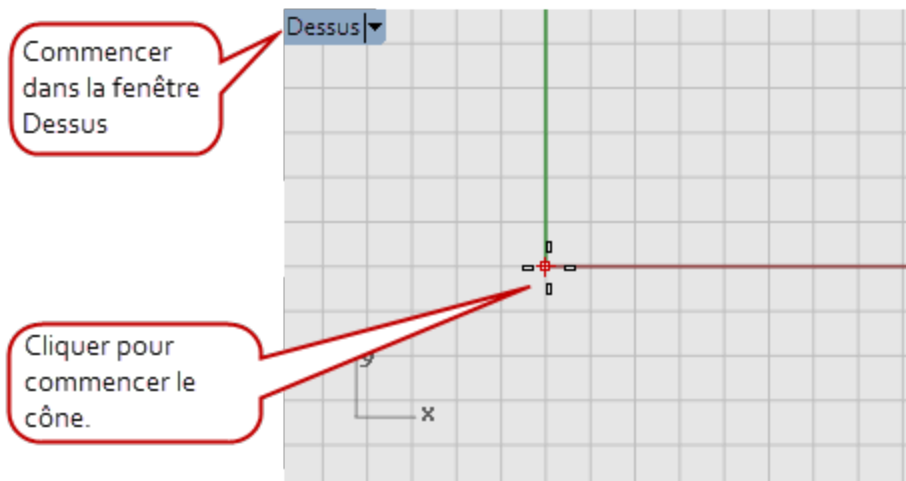 Dessus
Commencer
dans la fenêtre
Dessus
Cliquer pour
commencer le
cône.
y
x